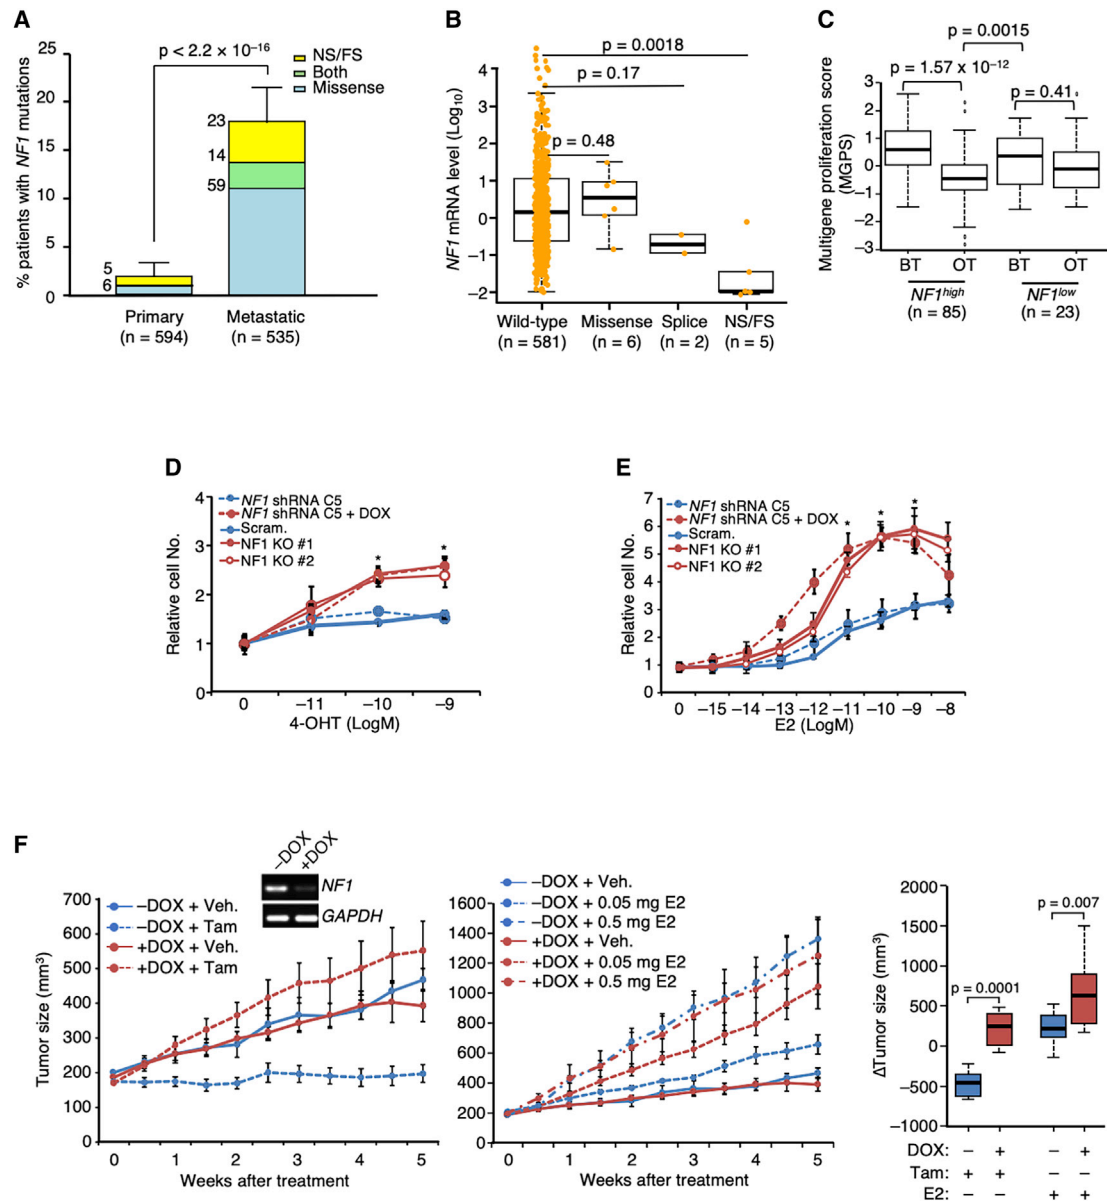 A
25
20
15
10
5
0
% patients with NF1 mutations
p < 2.2 × 10⁻¹⁶
NS/FS
Both
Missense
23
14
59
5
6
Primary
(n = 594)
Metastatic
(n = 535)
B
4
3
2
1
0
−1
−2
NF1 mRNA level (Log₁₀)
p = 0.0018
p = 0.17
p = 0.48
Wild-type
(n = 581)
Missense
(n = 6)
Splice
(n = 2)
NS/FS
(n = 5)
C
3
2
1
0
−1
−2
−3
Multigene proliferation score
(MGPS)
p = 0.0015
p = 1.57 x 10⁻¹²
p = 0.41
BT OT BT OT
NF1ʰⁱᵍʰ
(n = 85)
NF1ˡᵒʷ
(n = 23)
D
4
3
2
1
0
Relative cell No.
NF1 shRNA C5
NF1 shRNA C5 + DOX
Scram.
NF1 KO #1
NF1 KO #2
*
*
0 −11 −10 −9
4-OHT (LogM)
E
7
6
5
4
3
2
1
0
Relative cell No.
NF1 shRNA C5
NF1 shRNA C5 + DOX
Scram.
NF1 KO #1
NF1 KO #2
*
*
*
0 −15 −14 −13 −12 −11 −10 −9 −8
E2 (LogM)
F
700
600
500
400
300
200
100
0
Tumor size (mm³)
−DOX + Veh.
−DOX + Tam
+DOX + Veh.
+DOX + Tam
−DOX
+DOX
NF1
GAPDH
0 1 2 3 4 5
Weeks after treatment
1600
1400
1200
1000
800
600
400
200
0
−DOX + Veh.
−DOX + 0.05 mg E2
−DOX + 0.5 mg E2
+DOX + Veh.
+DOX + 0.05 mg E2
+DOX + 0.5 mg E2
0 1 2 3 4 5
Weeks after treatment
2000
1500
1000
500
0
−500
−1000
ΔTumor size (mm³)
p = 0.0001
p = 0.007
DOX: − + − +
Tam: + + − −
E2: − − + +